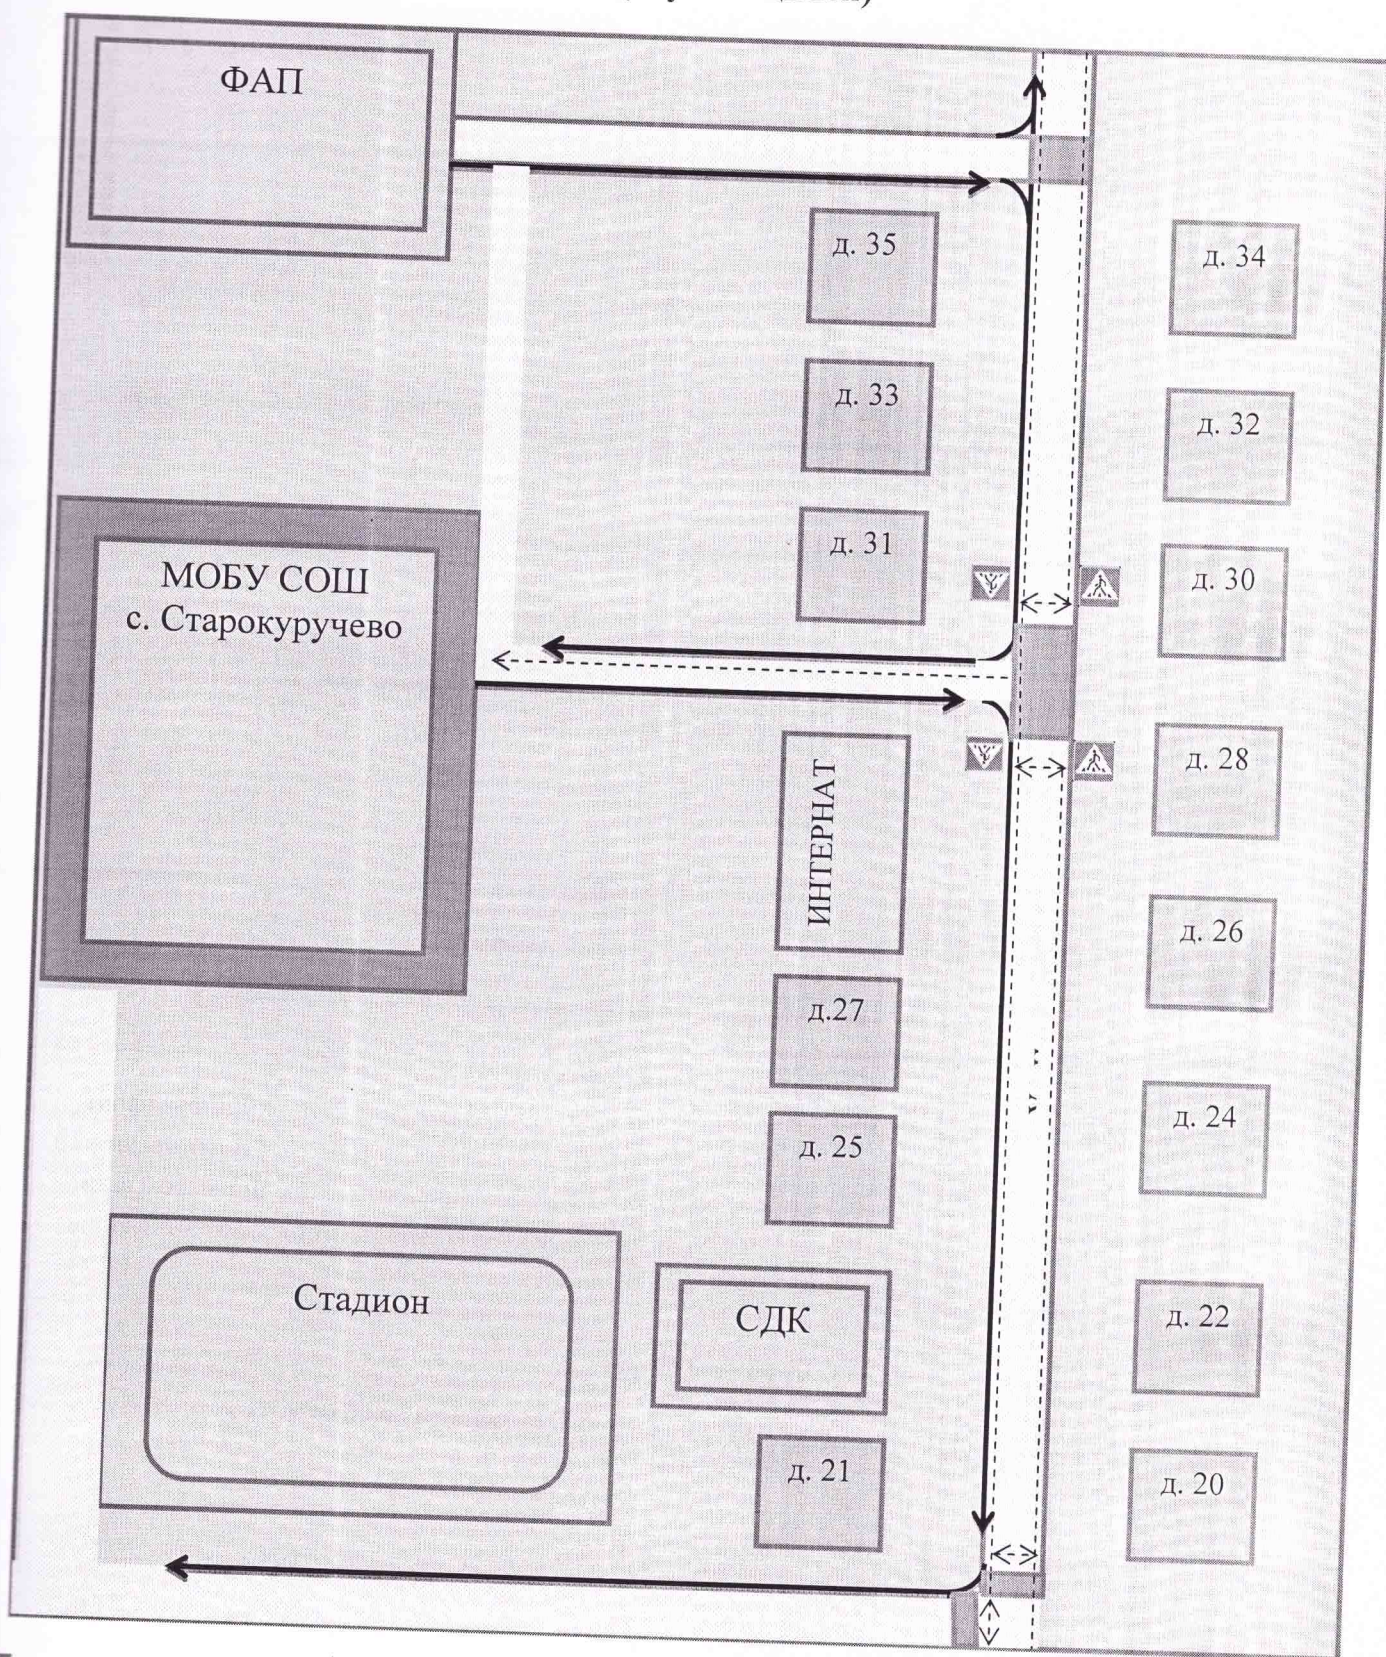 ФАП
д. 35
д. 34
д. 33
д. 32
д. 31
д. 30
МОБУ СОШ
с. Старокуручево
ИНТЕРНАТ
д. 28
д. 26
д.27
д. 24
д. 25
Стадион
СДК
д. 22
д. 21
д. 20